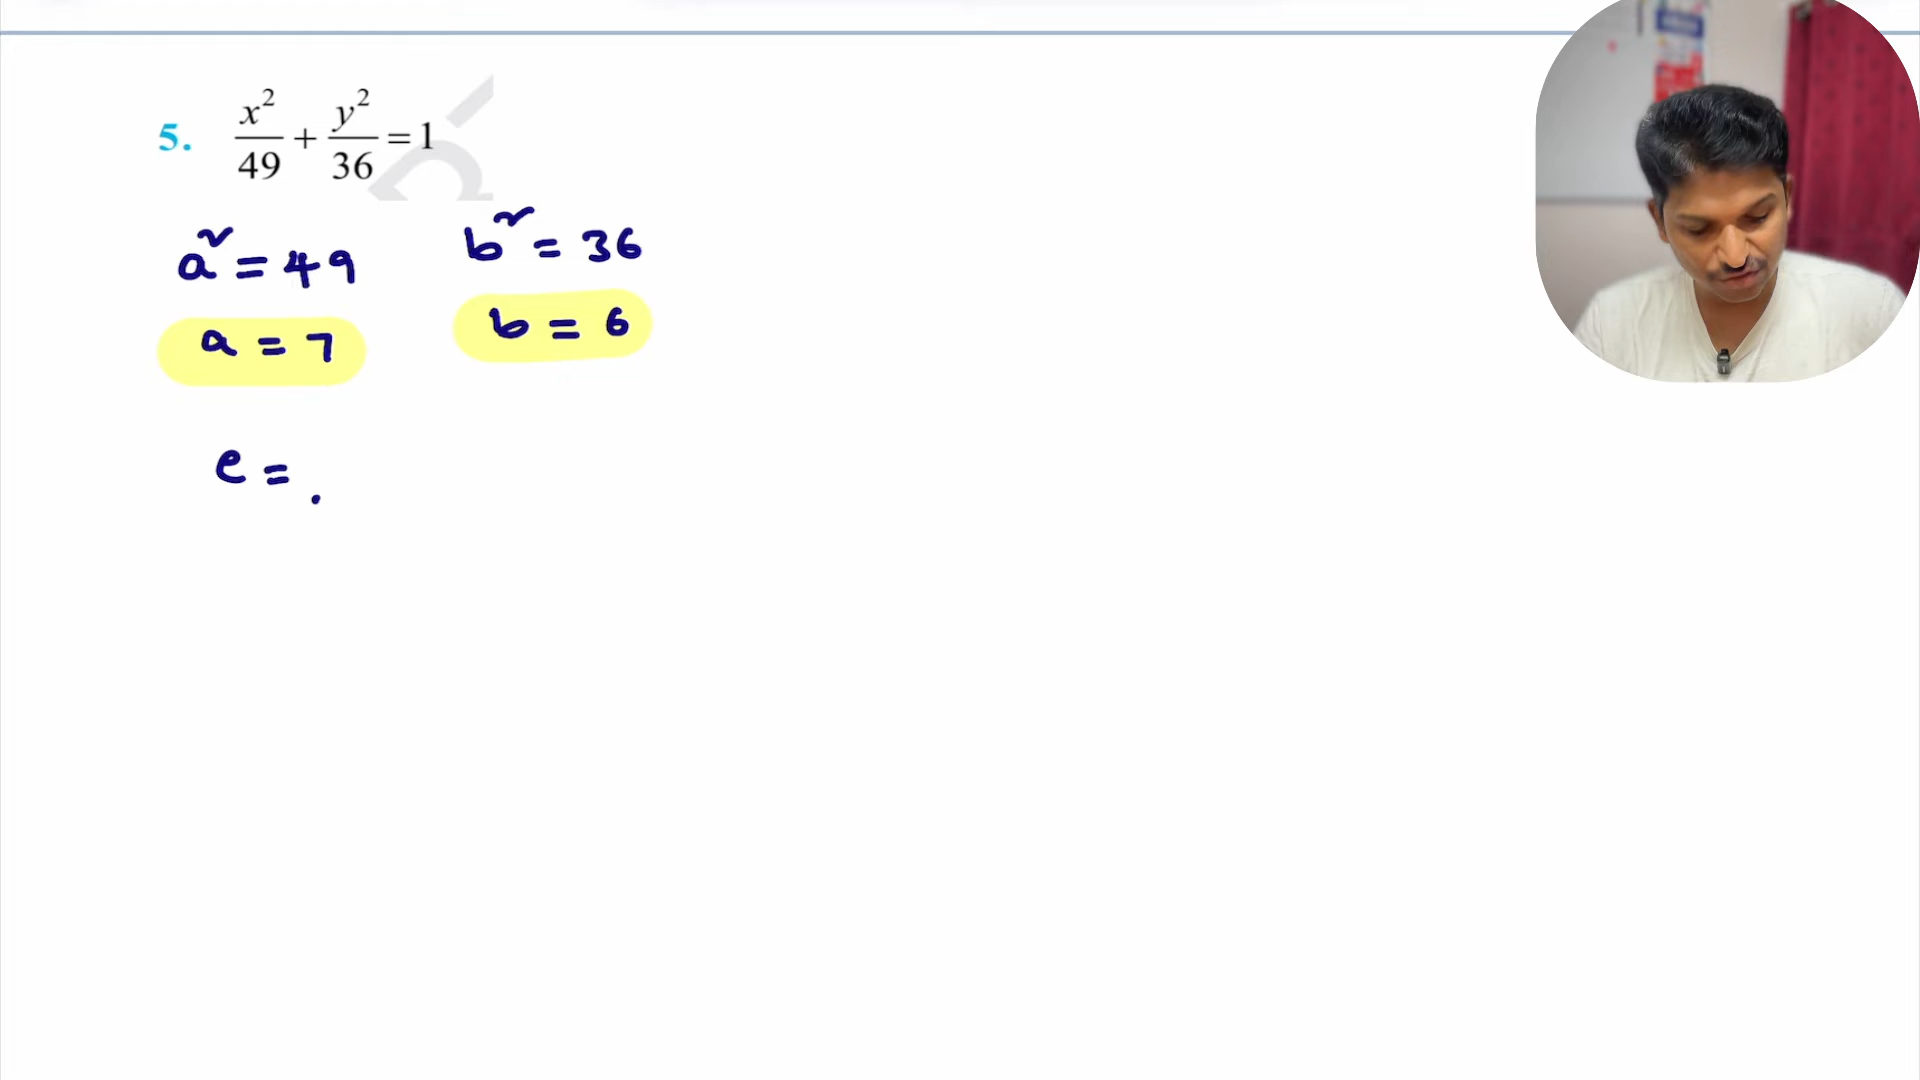 5. x²/49 + y²/36 = 1
a² = 49 b² = 36
a = 7 b = 6
e = .